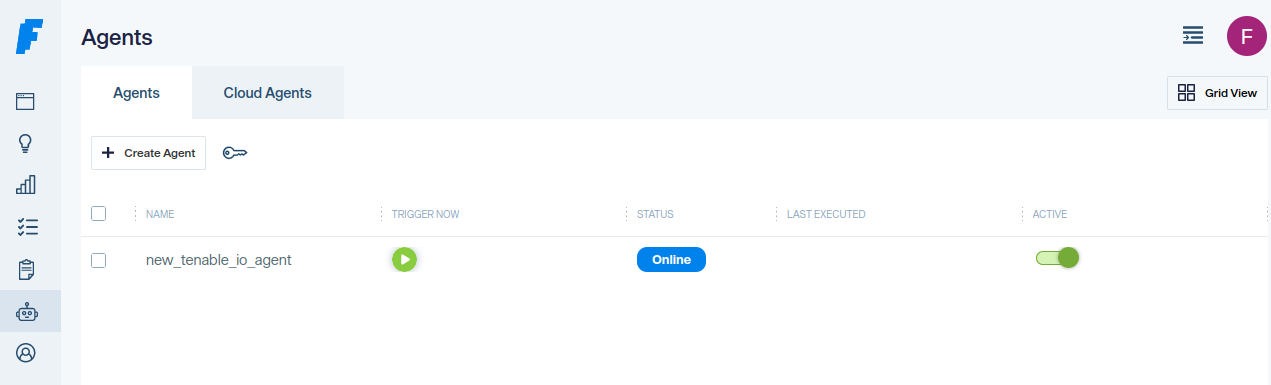 Agents
F
Agents
Cloud Agents
Grid View
Create Agent
NAME
TRIGGER NOW
STATUS
LAST EXECUTED
ACTIVE
new_tenable_io_agent
Online